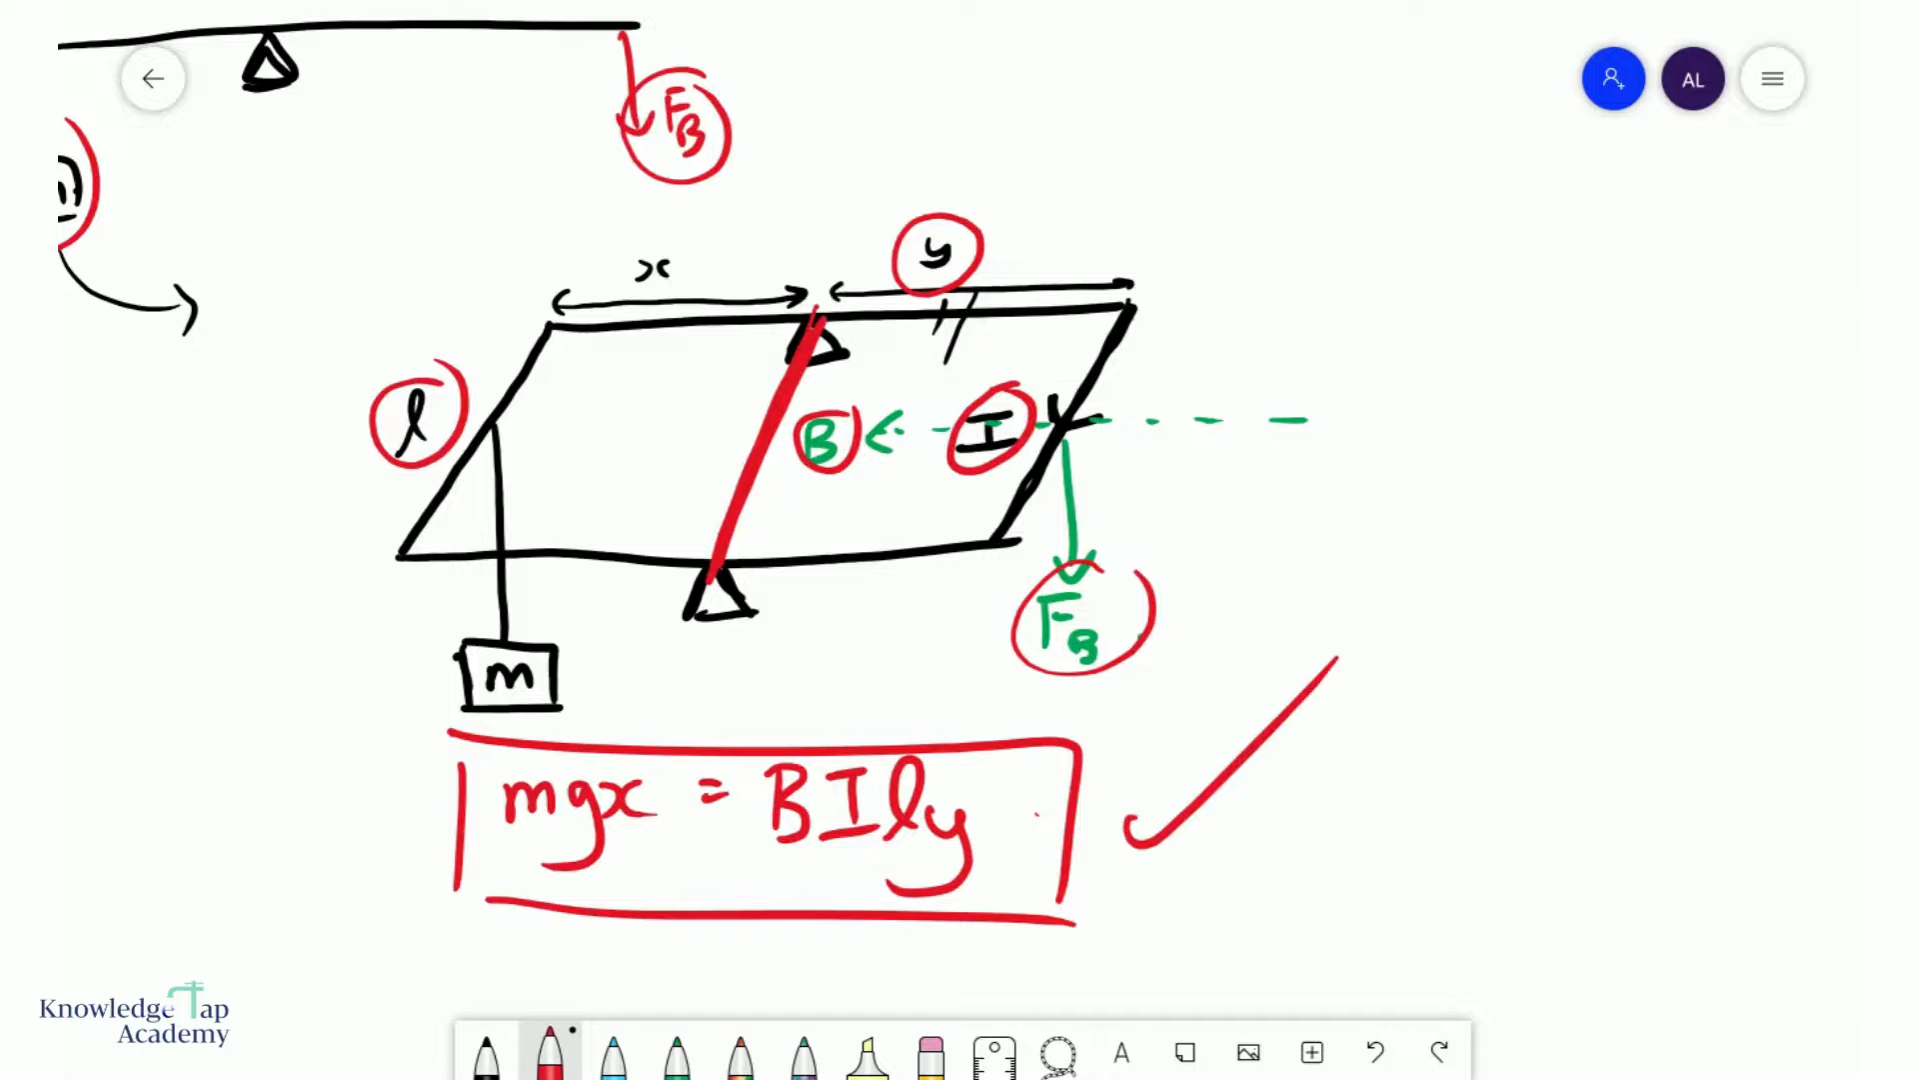 F_B
AL
x
y
l
B
I
F_B
m
mgx = BIly
Knowledge Tap
Academy
A